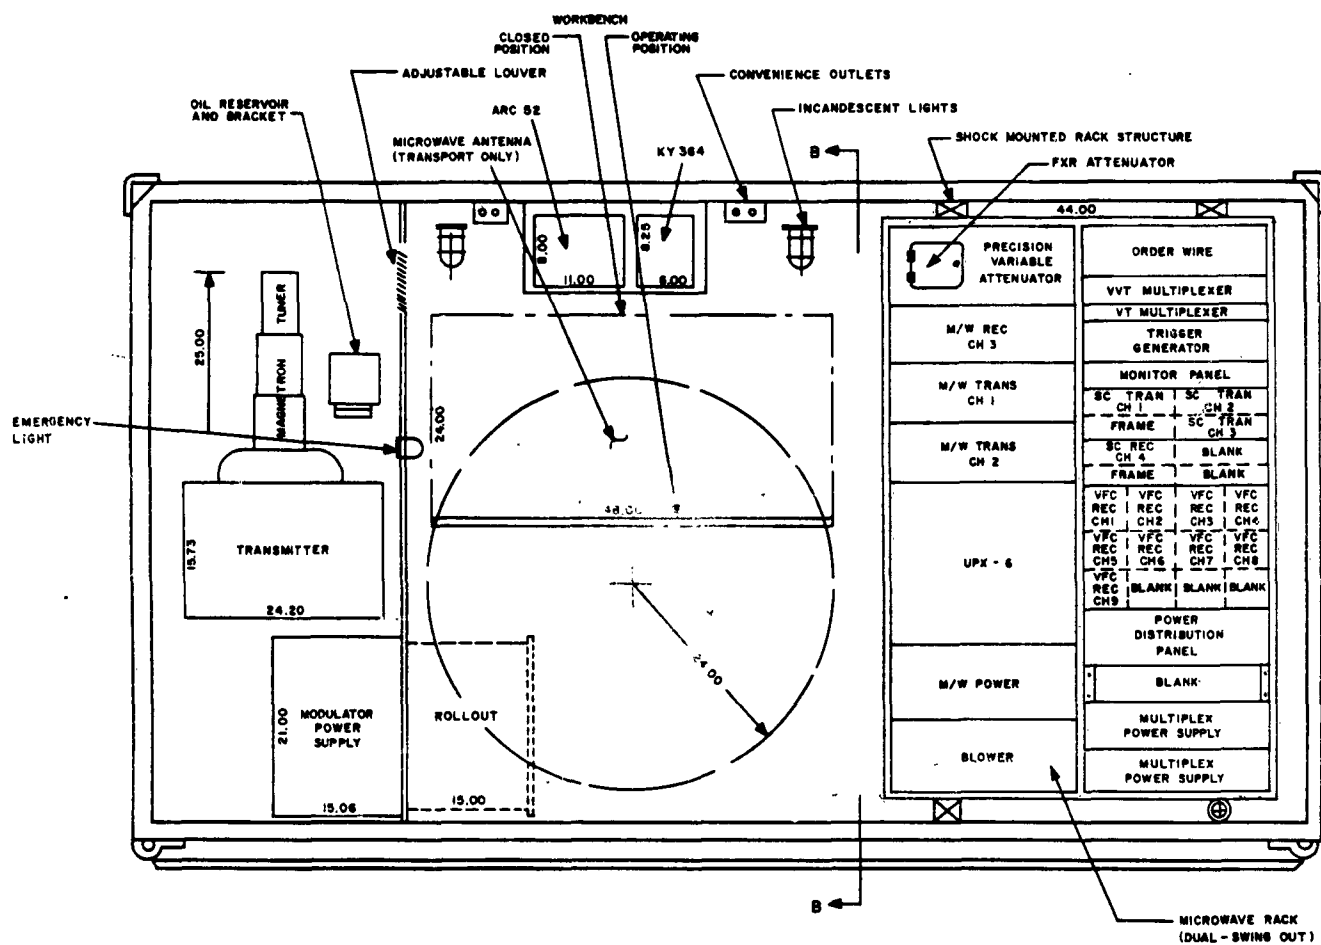 WORKBENCH
CLOSED POSITION
OPERATING POSITION
ADJUSTABLE LOUVER
CONVENIENCE OUTLETS
OIL RESERVOIR
AND BRACKET
ARC 52
INCANDESCENT LIGHTS
MICROWAVE ANTENNA
(TRANSPORT ONLY)
KY 364
B
SHOCK MOUNTED RACK STRUCTURE
FXR ATTENUATOR
44.00
8.00
11.00
8.25
6.00
PRECISION
VARIABLE
ATTENUATOR
ORDER WIRE
VVT MULTIPLEXER
VT MULTIPLEXER
TRIGGER
GENERATOR
MONITOR PANEL
SC TRAN
CH 1
SC TRAN
CH 2
FRAME
SC TRAN
CH 3
SC REC
CH 4
BLANK
FRAME
BLANK
VFC
REC
CH1
VFC
REC
CH2
VFC
REC
CH3
VFC
REC
CH4
VFC
REC
CH5
VFC
REC
CH6
VFC
REC
CH7
VFC
REC
CH8
VFC
REC
CH9
BLANK
BLANK
BLANK
POWER
DISTRIBUTION
PANEL
BLANK
MULTIPLEX
POWER SUPPLY
MULTIPLEX
POWER SUPPLY
M/W REC
CH 3
M/W TRANS
CH 1
M/W TRANS
CH 2
UPX - 6
M/W POWER
BLOWER
25.00
TUNER
MAGNETRON
EMERGENCY
LIGHT
24.00
48.00
TRANSMITTER
15.73
24.20
24.00
21.00
MODULATOR
POWER
SUPPLY
15.06
ROLLOUT
15.00
B
MICROWAVE RACK
(DUAL - SWING OUT)